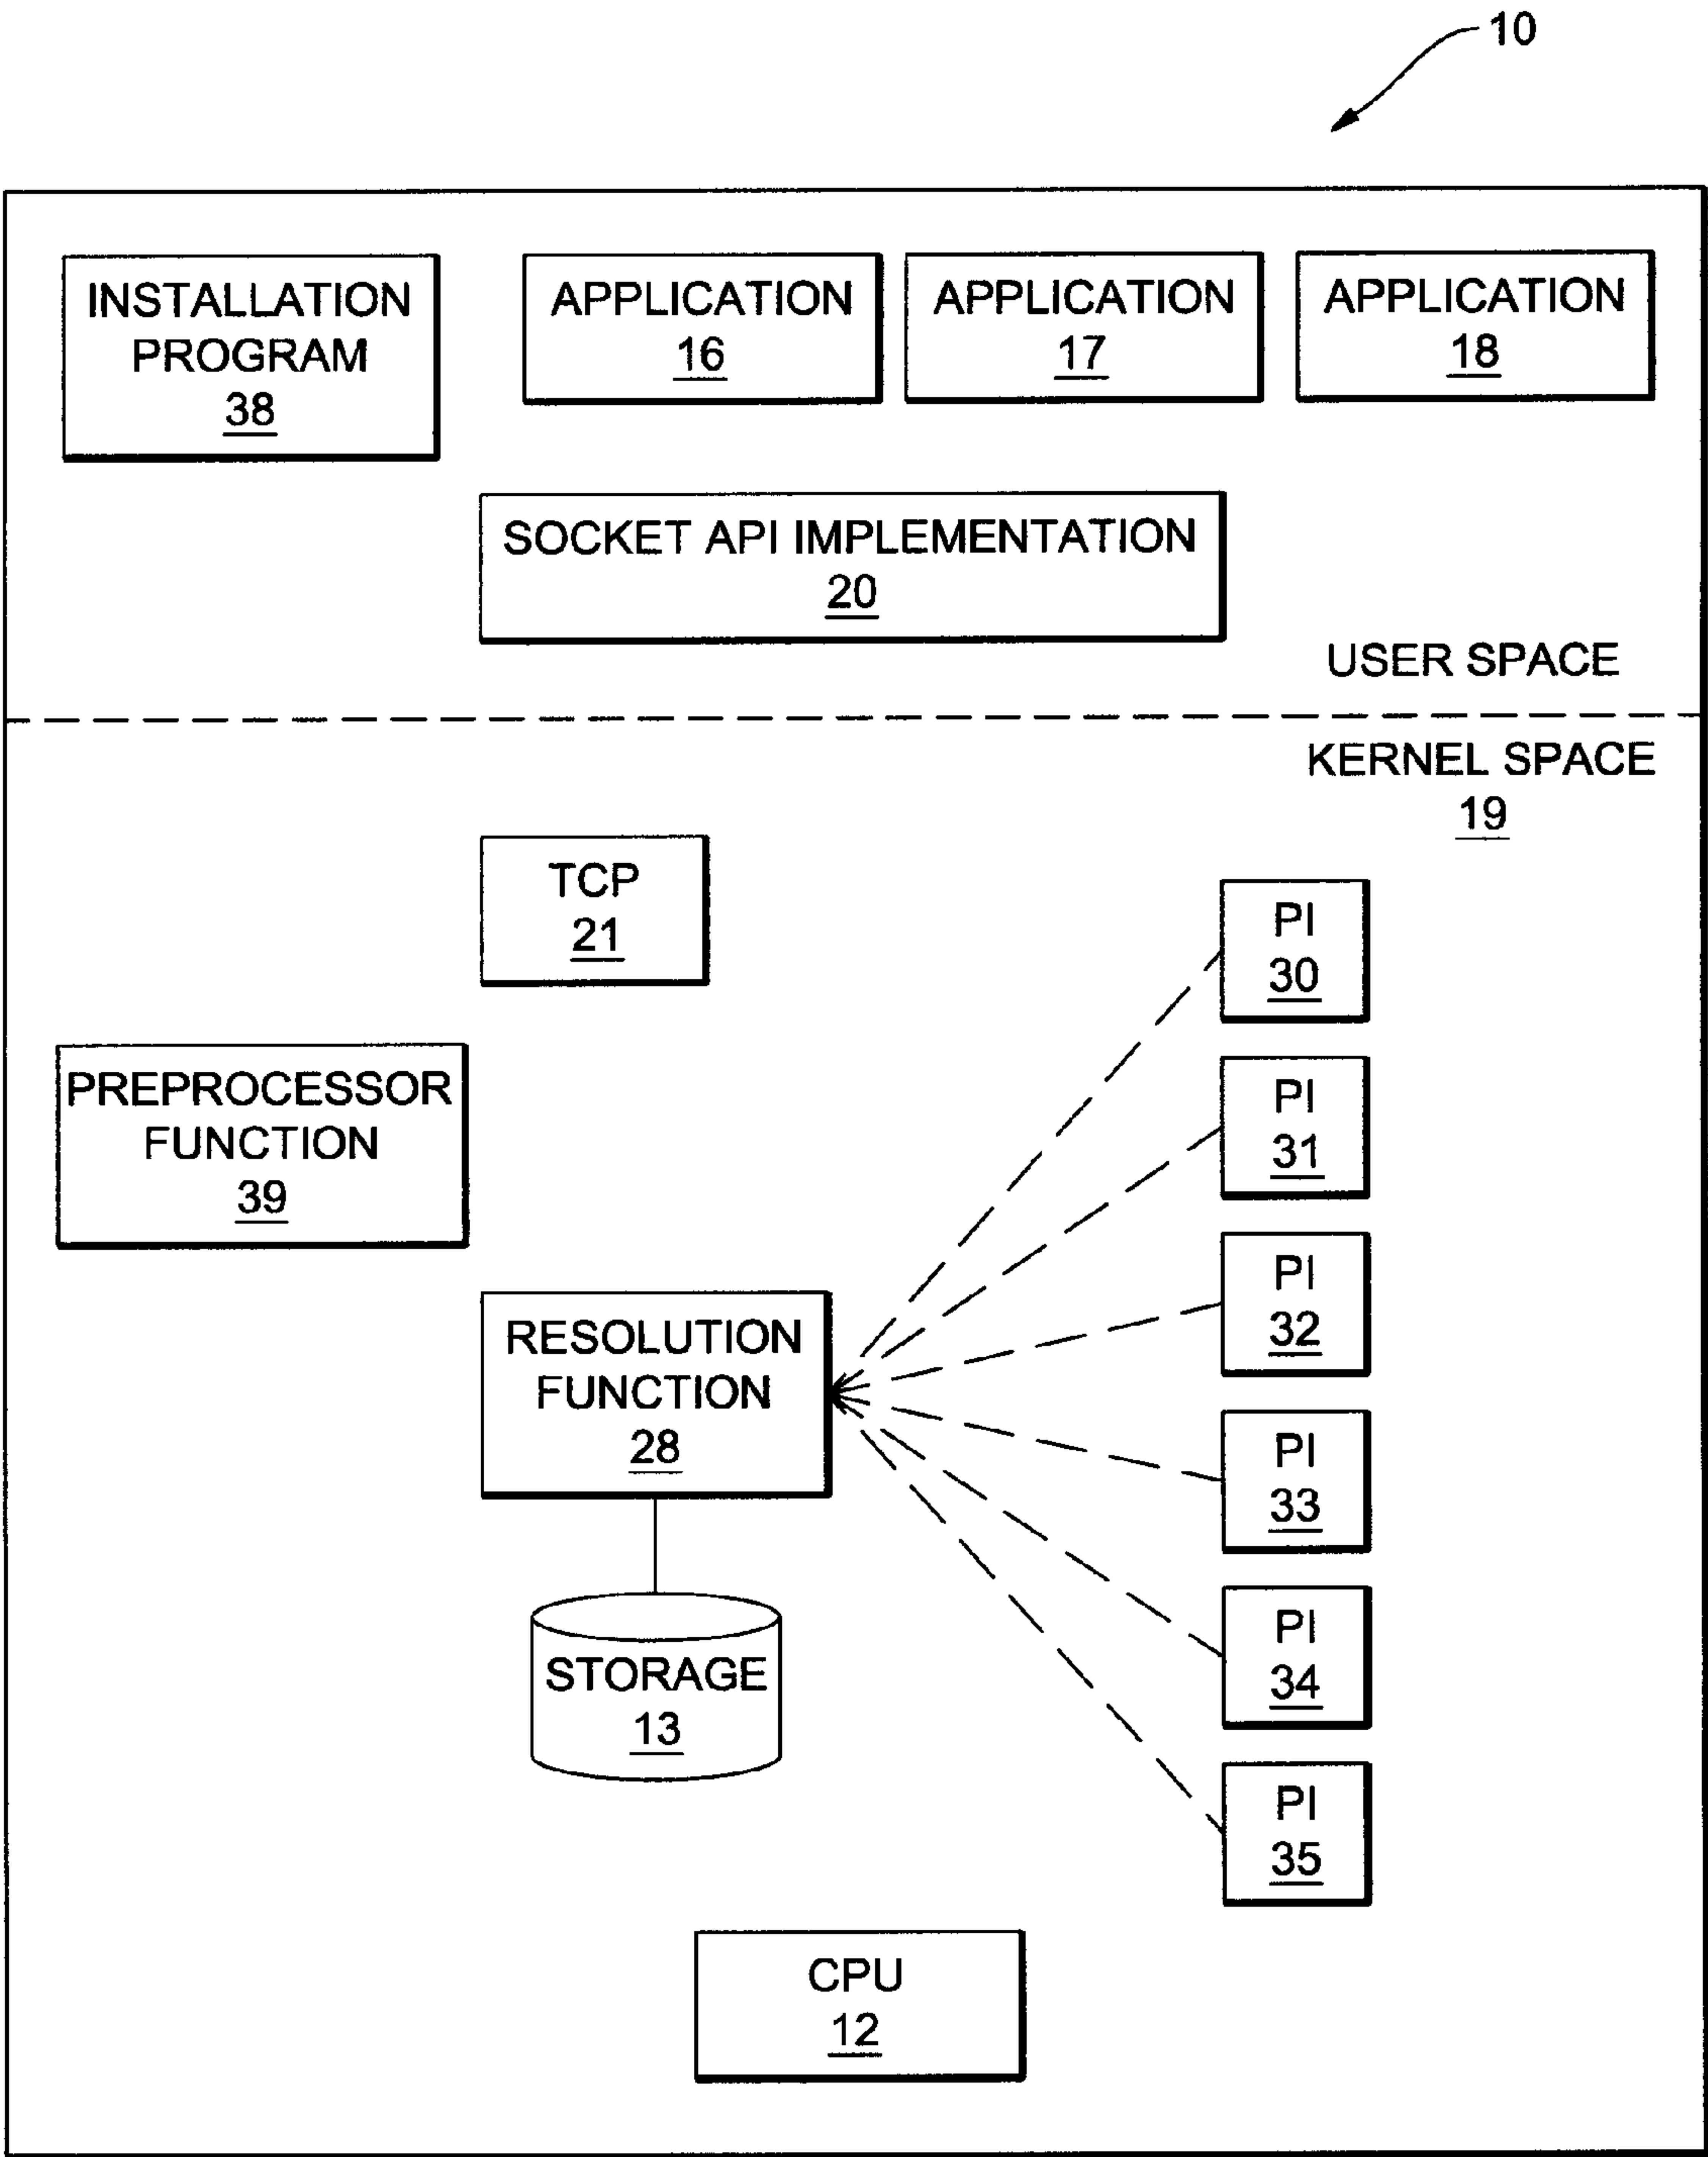 10
INSTALLATION
PROGRAM
38
APPLICATION
16
APPLICATION
17
APPLICATION
18
SOCKET API IMPLEMENTATION
20
USER SPACE
KERNEL SPACE
19
TCP
21
PI
30
PREPROCESSOR
FUNCTION
39
PI
31
PI
32
RESOLUTION
FUNCTION
28
PI
33
STORAGE
13
PI
34
PI
35
CPU
12